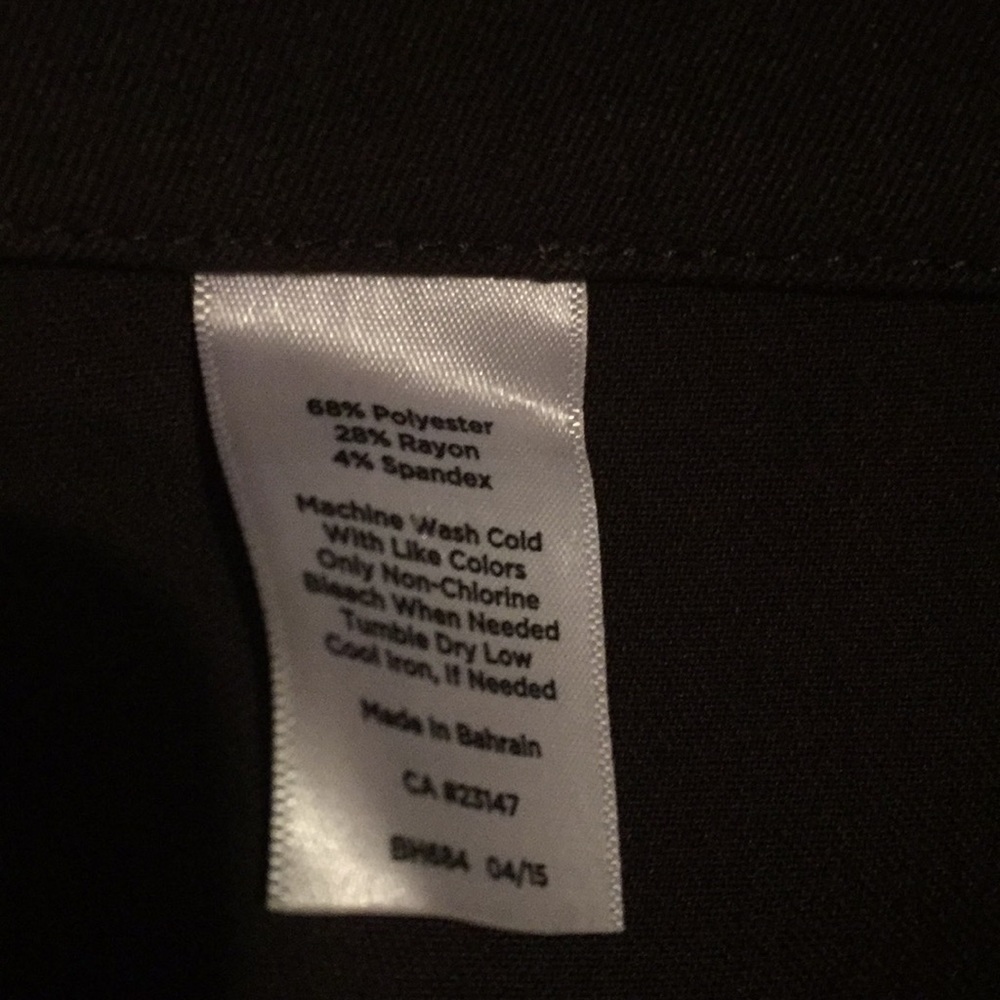 68% Polyester
28% Rayon
4% Spandex
Machine Wash Cold
With Like Colors
Only Non-Chlorine
Bleach When Needed
Tumble Dry Low
Cool Iron, If Needed
Made In Bahrain
CA #23147
BH684 04/15